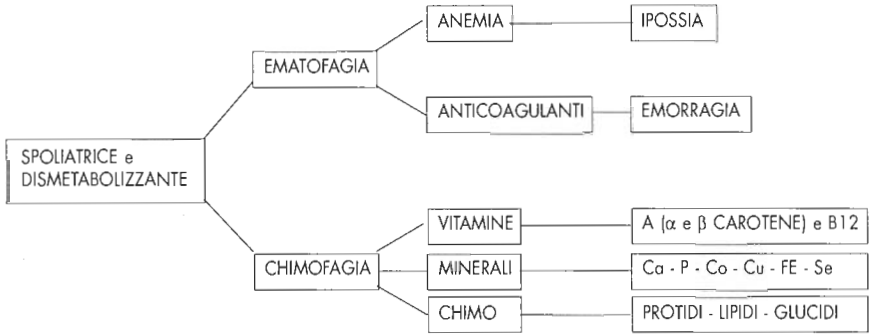 ANEMIA
IPOSSIA
EMATOFAGIA
ANTICOAGULANTI
EMORRAGIA
SPOLIATRICE e
DISMETABOLIZZANTE
VITAMINE
A (α e β CAROTENE) e B12
CHIMOFAGIA
MINERALI
Ca - P - Co - Cu - FE - Se
CHIMO
PROTIDI - LIPIDI - GLUCIDI